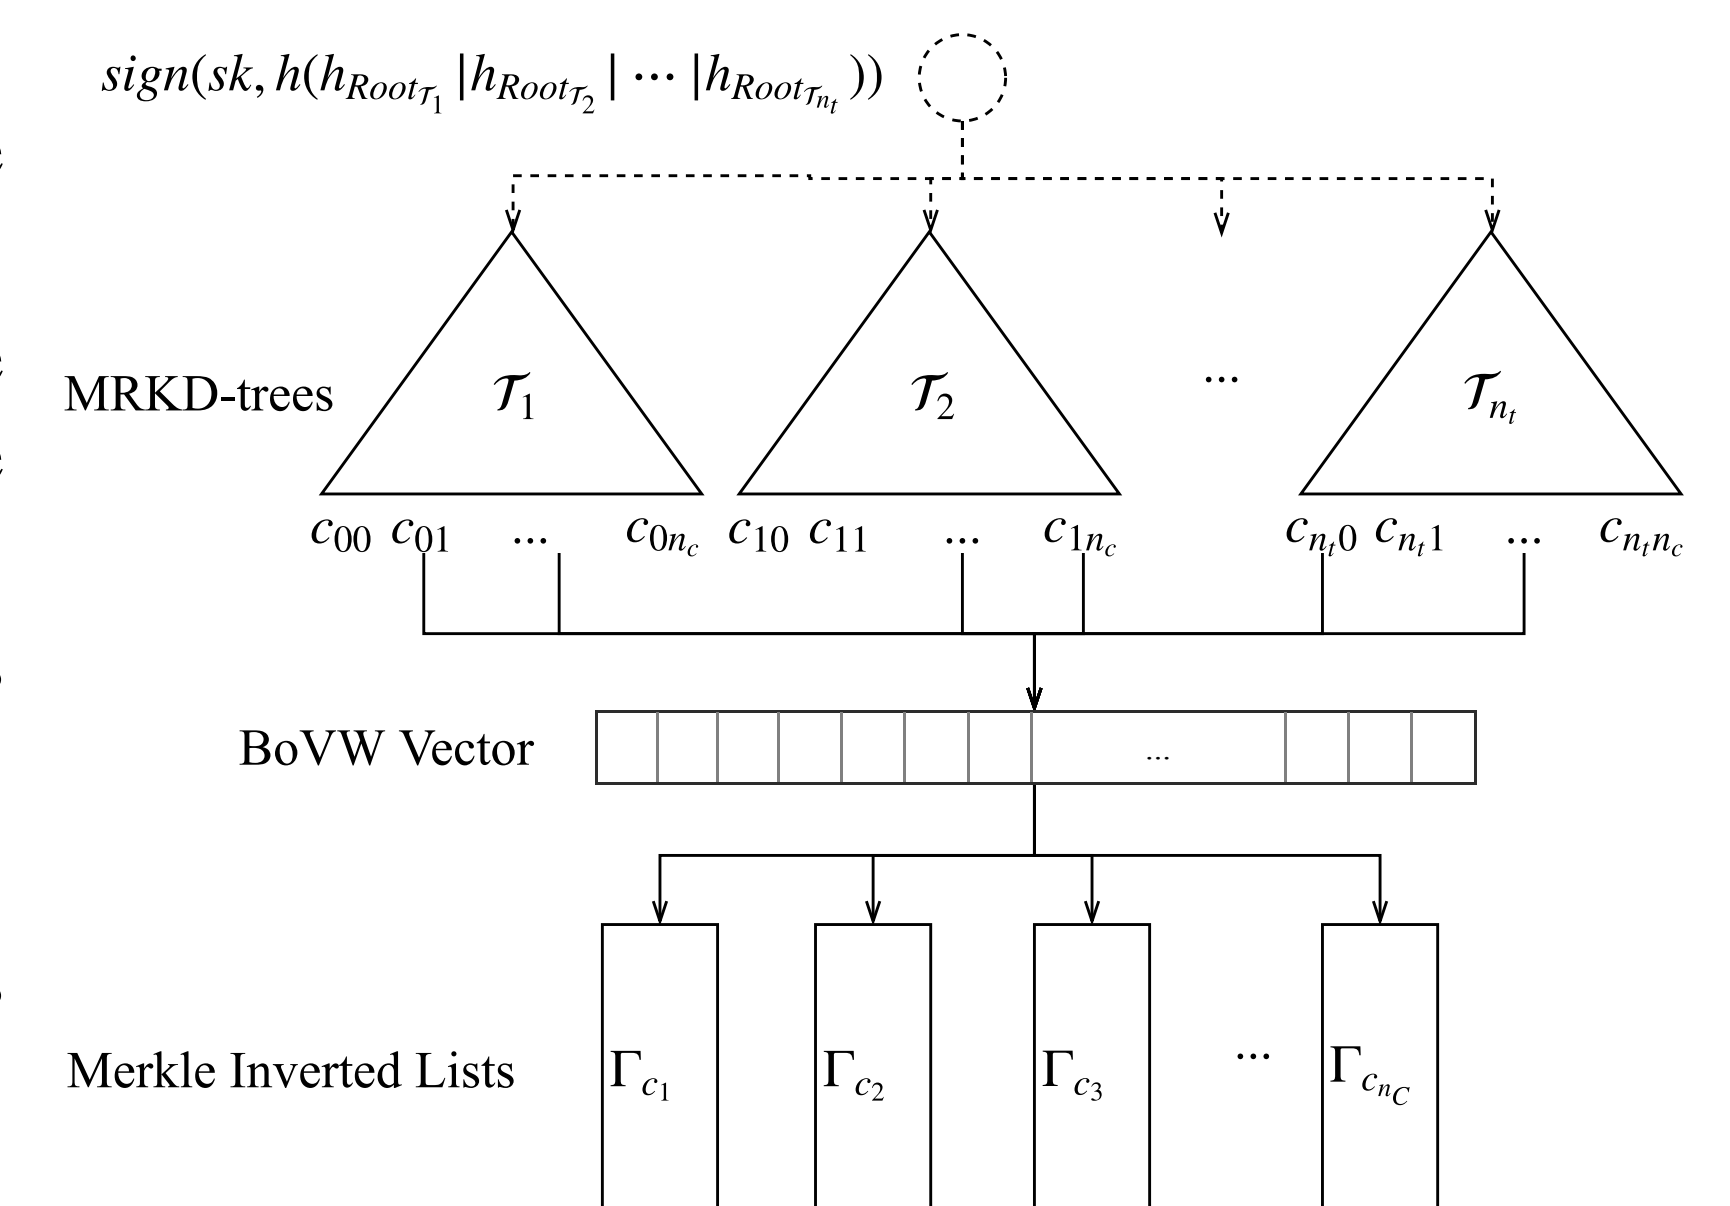 sign(sk, h(h_{Root_{𝒯_1}} | h_{Root_{𝒯_2}} | ··· | h_{Root_{𝒯_{n_t}}}))
MRKD-trees 𝒯_1 𝒯_2 ... 𝒯_{n_t}
c_{00} c_{01} ... c_{0n_c} c_{10} c_{11} ... c_{1n_c} c_{n_t0} c_{n_t1} ... c_{n_tn_c}
BoVW Vector ...
Merkle Inverted Lists Γ_{c_1} Γ_{c_2} Γ_{c_3} ... Γ_{c_{n_C}}